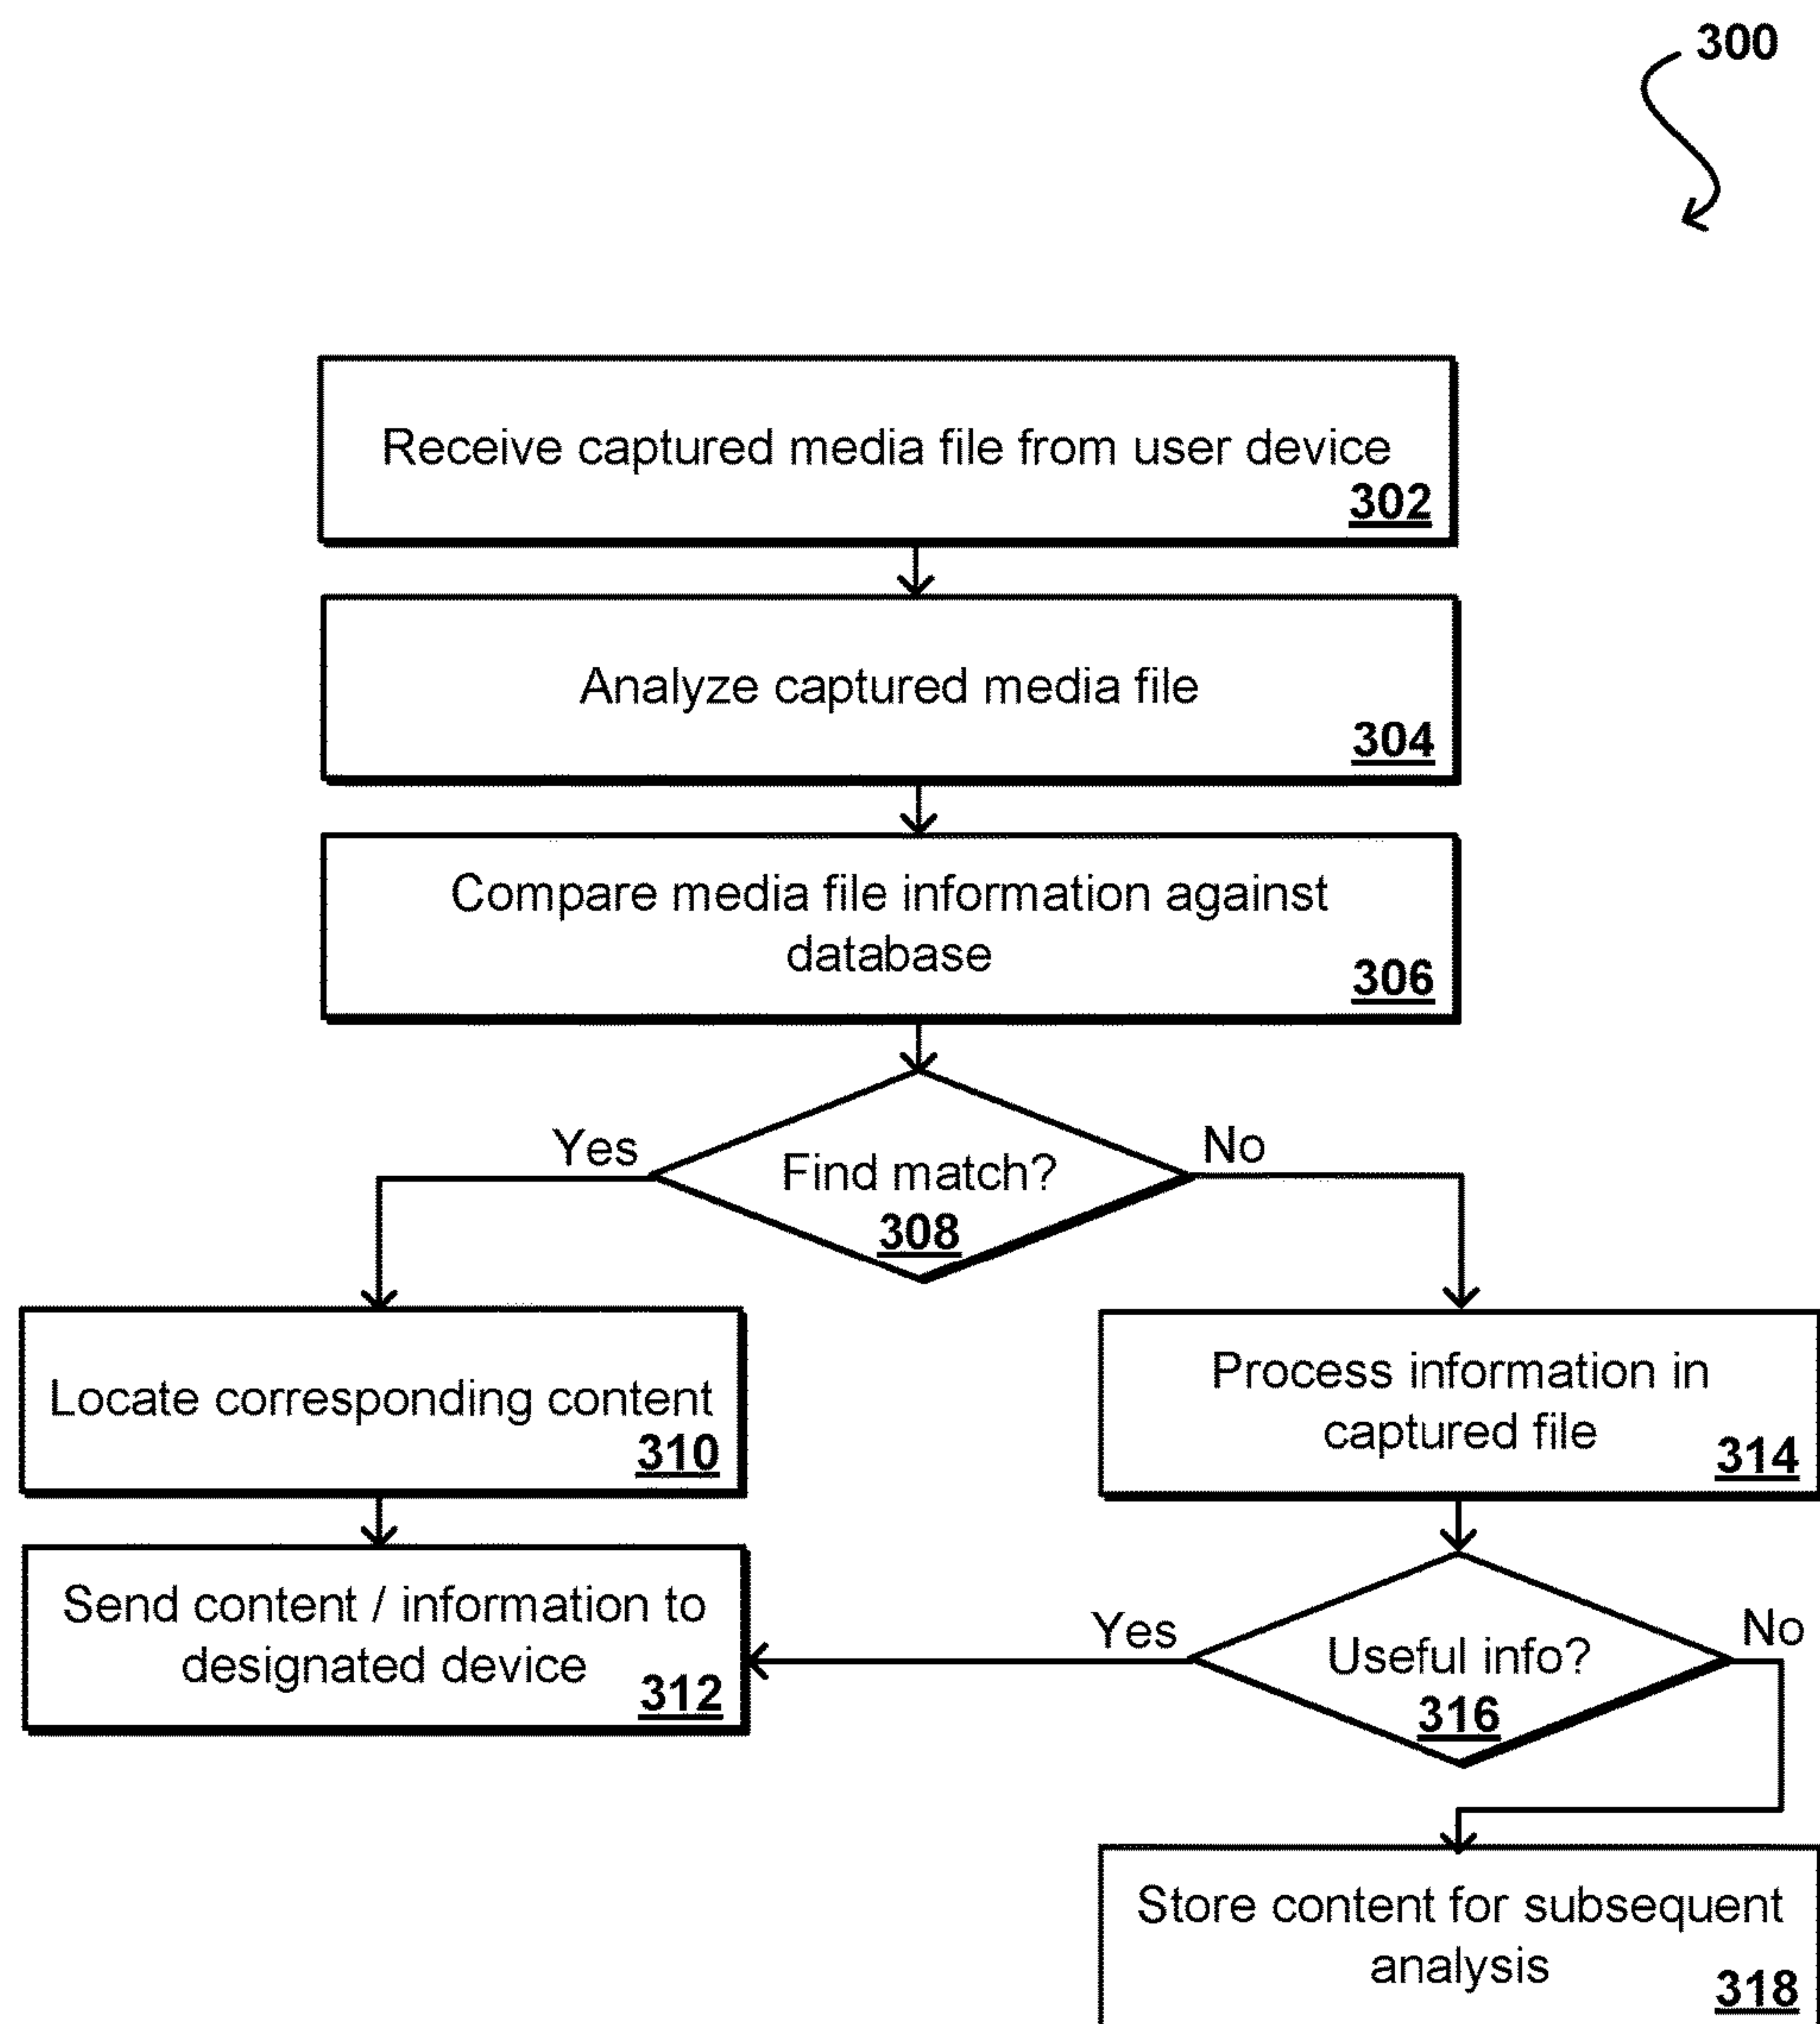 300
Receive captured media file from user device
302
Analyze captured media file
304
Compare media file information against
database
306
Yes
No
Find match?
308
Locate corresponding content
310
Process information in
captured file
314
Send content / information to
designated device
312
Yes
No
Useful info?
316
Store content for subsequent
analysis
318